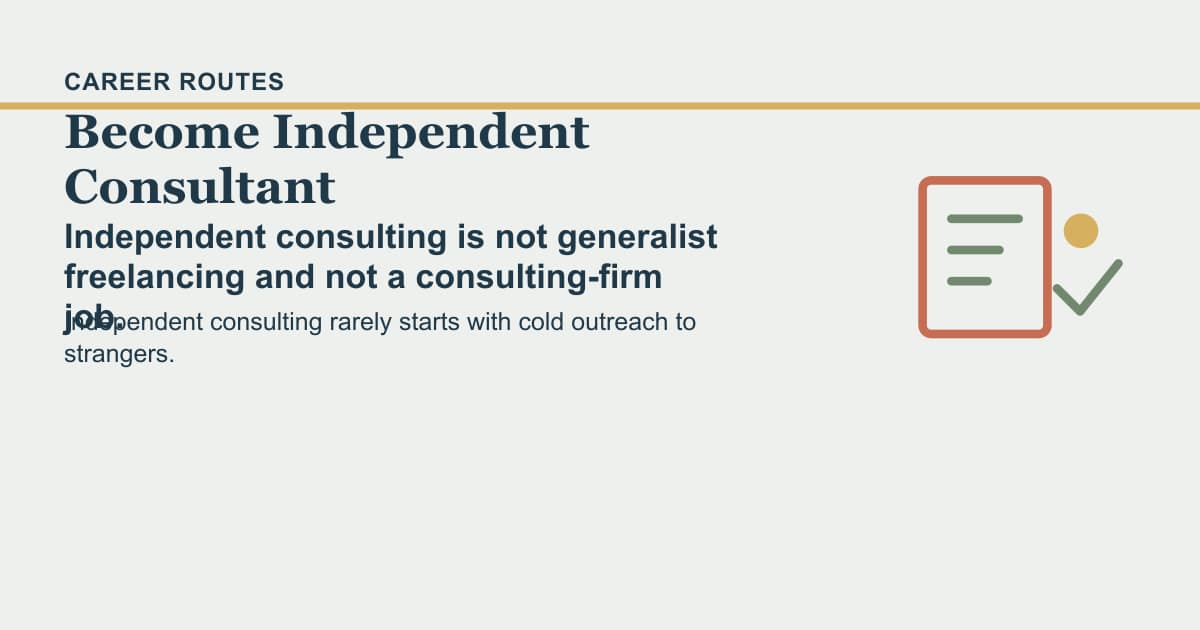 CAREER ROUTES
Become Independent
Consultant
Independent consulting is not generalist
freelancing and not a consulting-firm
job.
Independent consulting rarely starts with cold outreach to
strangers.